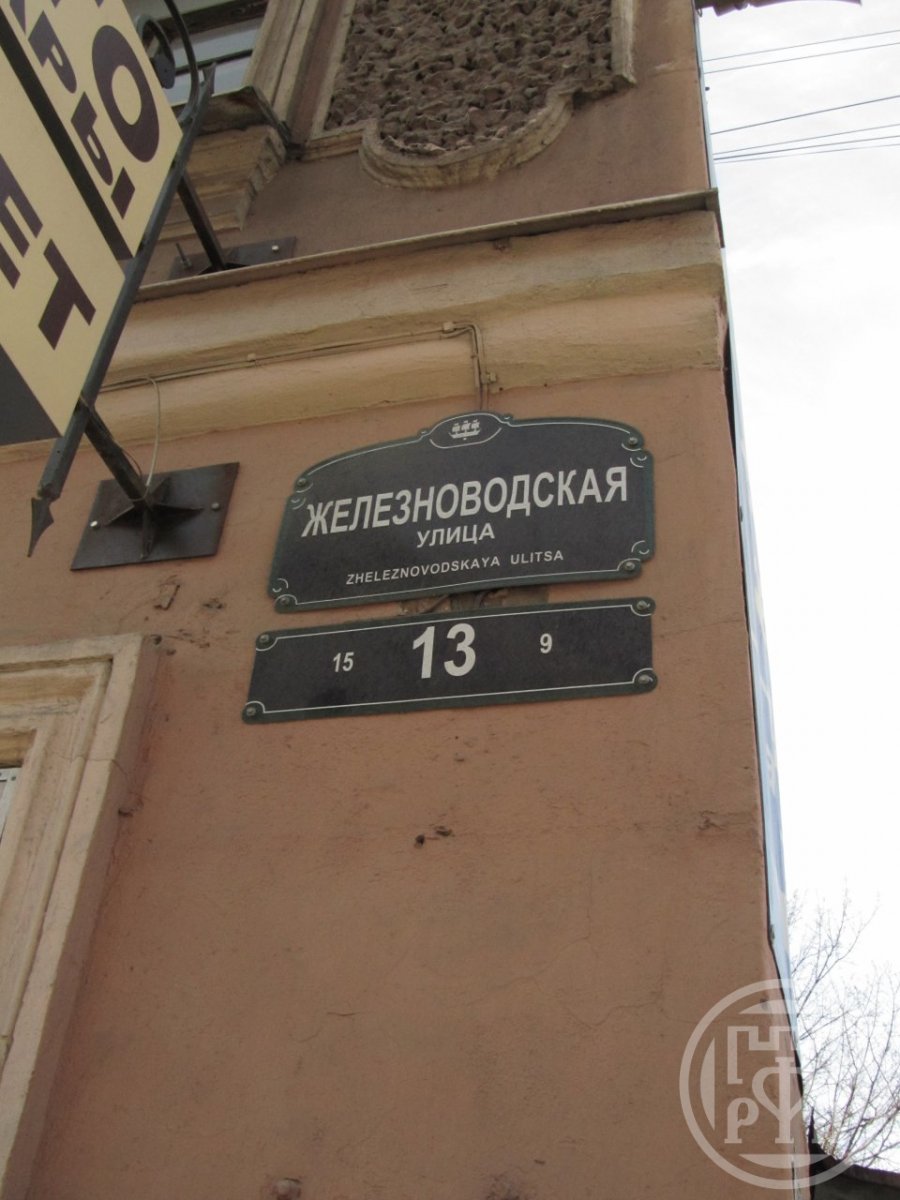 ЖЕЛЕЗНОВОДСКАЯ
УЛИЦА
ZHELEZNOVODSKAYA ULITSA
15 13 9